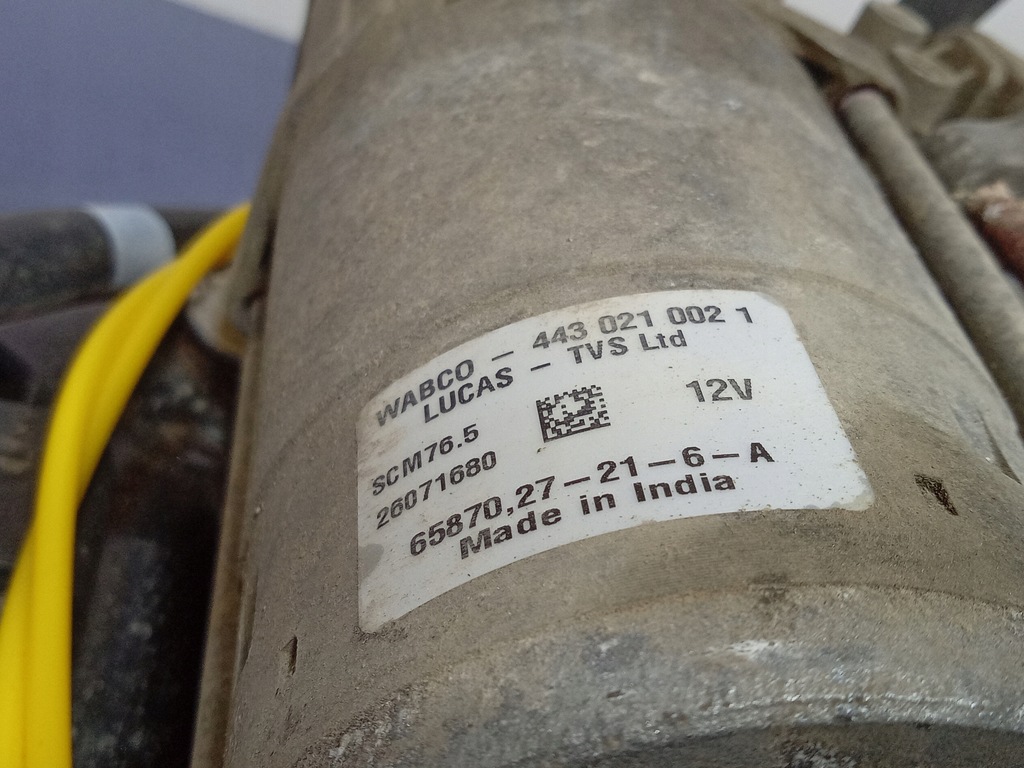 WABCO - 443 021 002 1
LUCAS - TVS Ltd
SCM76.5 12V
26071680
65870,27-21-6-A
Made in India